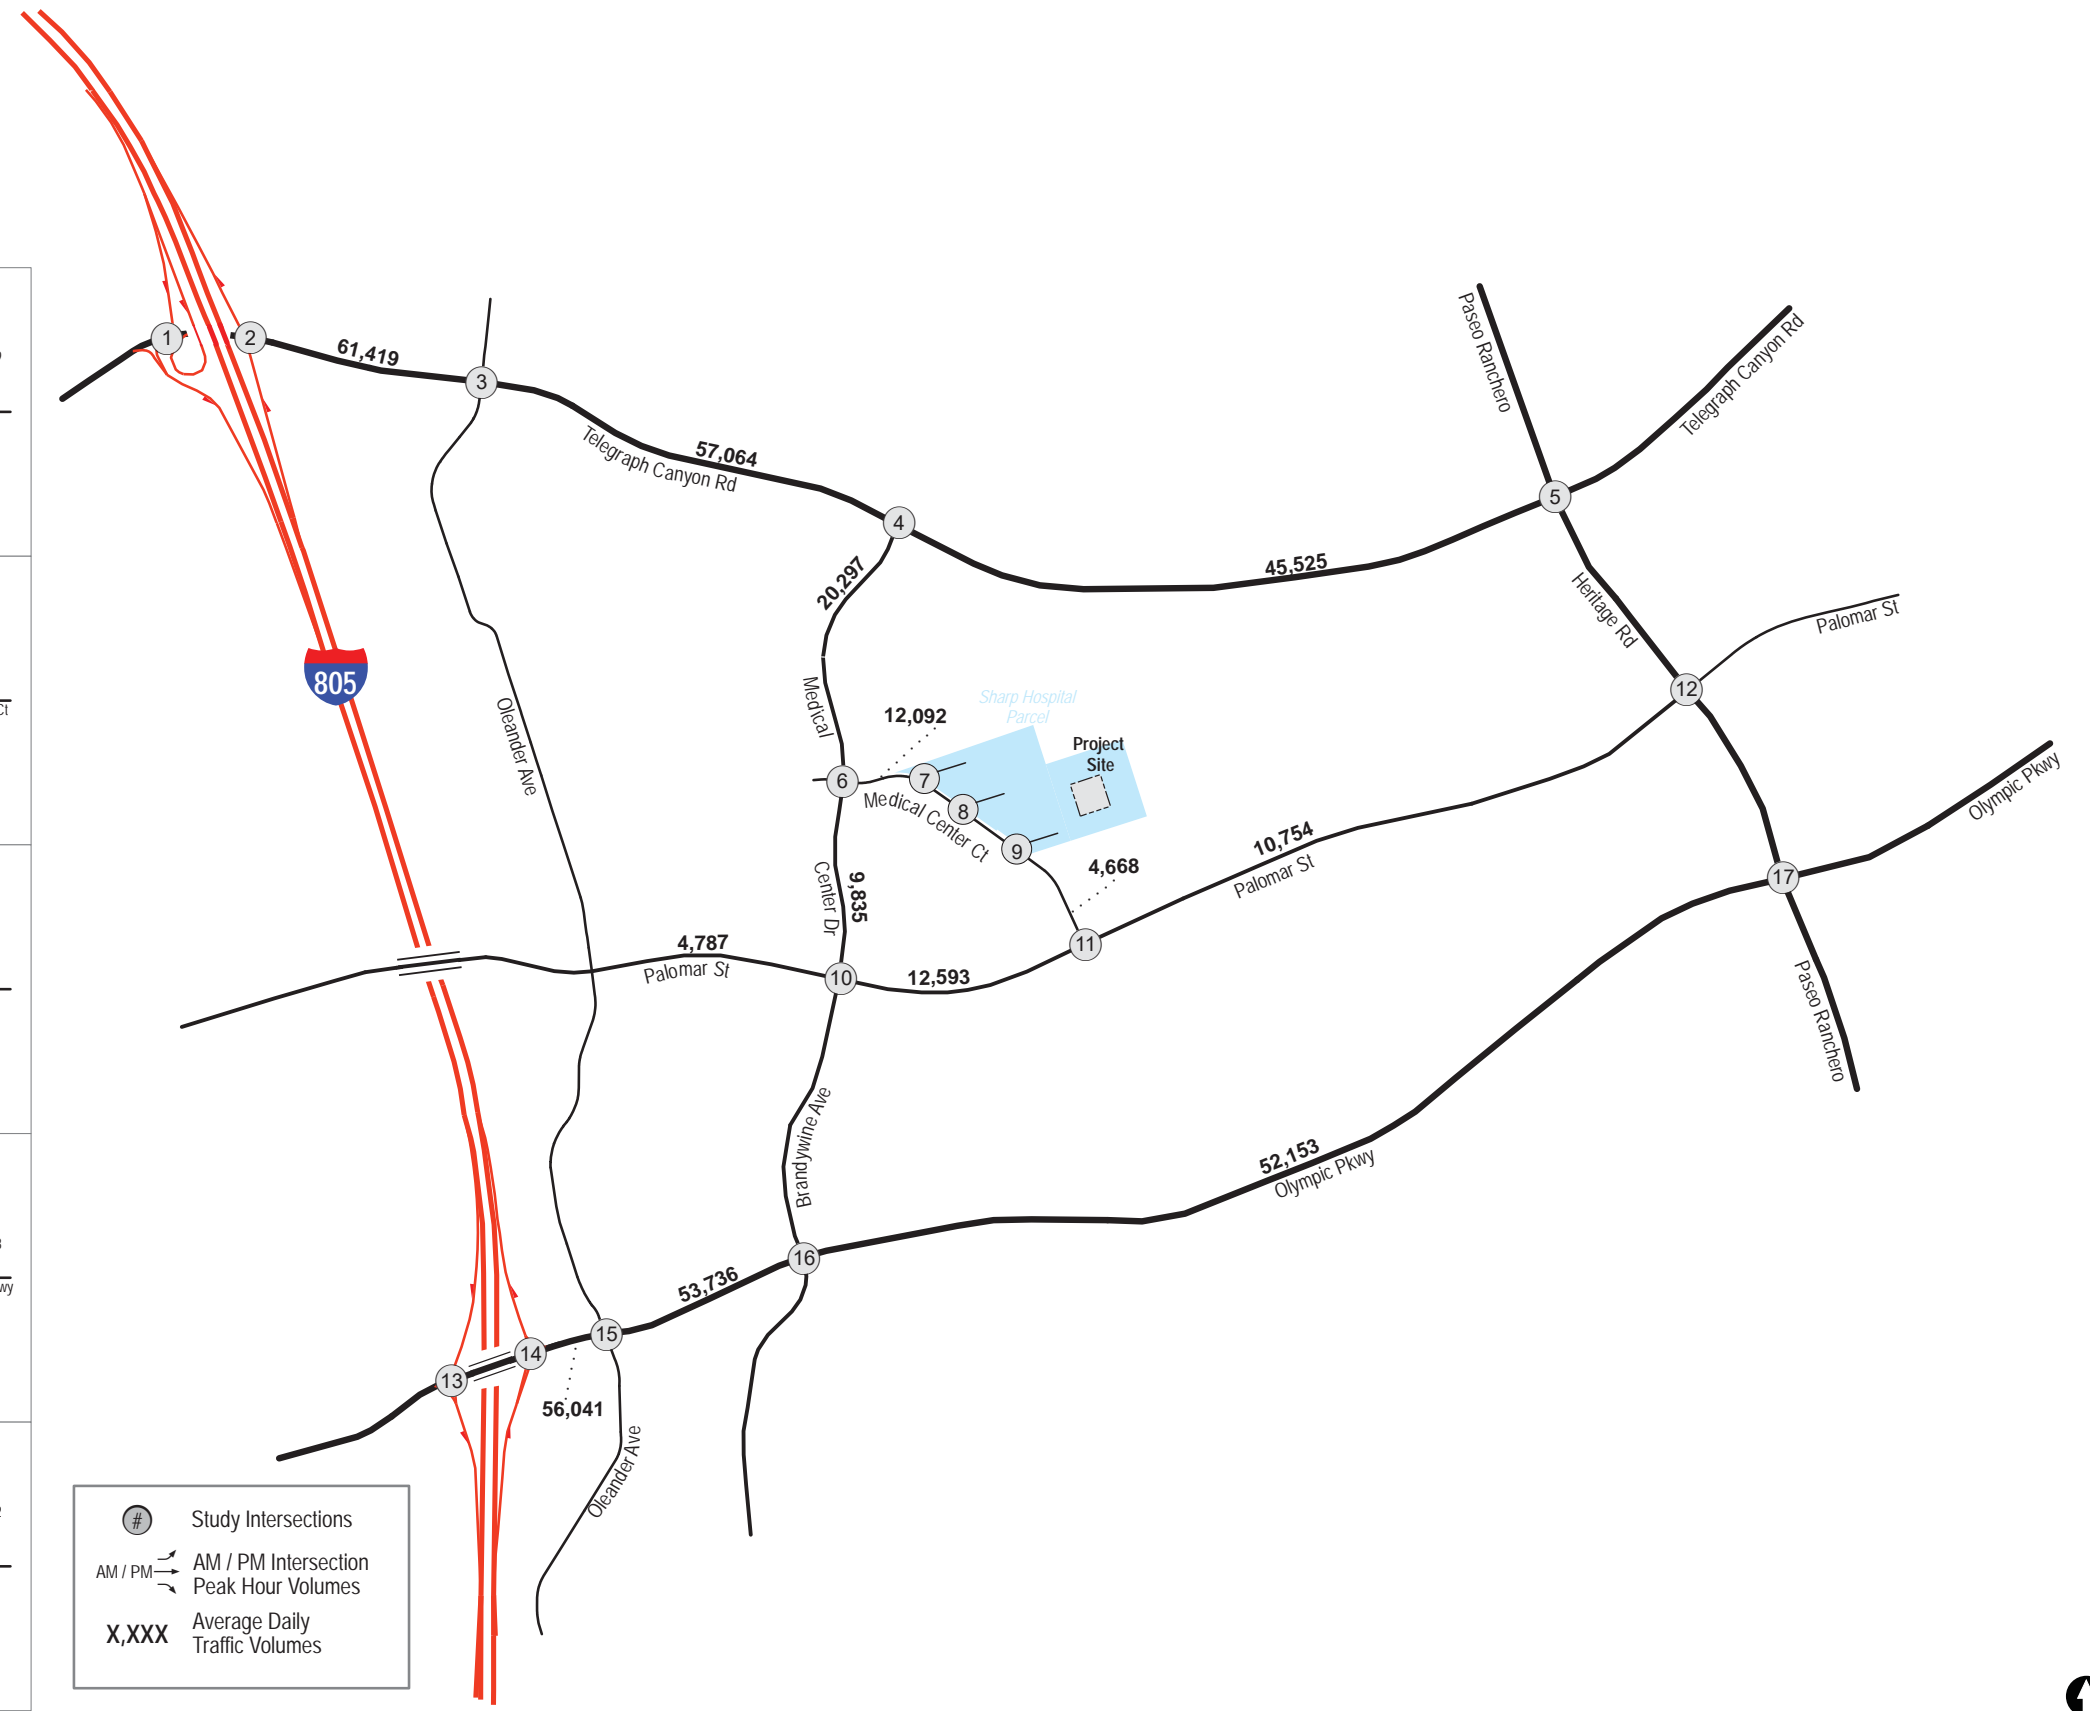 1
2
61,419
3
Telegraph Canyon Rd
57,064
4
Paseo Ranchero
Telegraph Canyon Rd
5
45,525
20,297
Heritage Rd
Palomar St
12
805
Oleander Ave
Medical
Center Dr
Sharp Hospital
Parcel
12,092
Project
Site
6
7
8
9
Medical Center Ct
9,835
4,668
10,754
Palomar St
Olympic Pkwy
17
11
4,787
Palomar St
10
12,593
Paseo Ranchero
Brandywine Ave
52,153
Olympic Pkwy
16
53,736
15
14
13
56,041
Oleander Ave
Ct
wy
#
Study Intersections
AM / PM
AM / PM Intersection
Peak Hour Volumes
X,XXX
Average Daily
Traffic Volumes